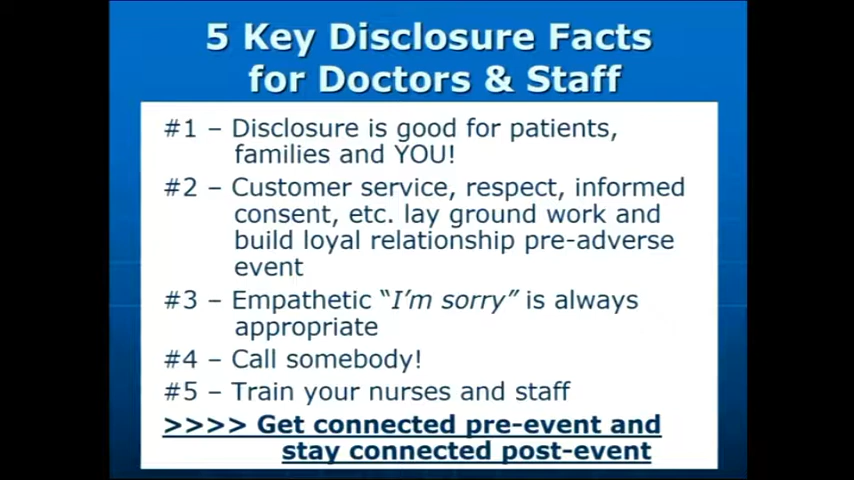 5 Key Disclosure Facts
for Doctors & Staff
#1 – Disclosure is good for patients,
families and YOU!
#2 – Customer service, respect, informed
consent, etc. lay ground work and
build loyal relationship pre-adverse
event
#3 – Empathetic “I’m sorry” is always
appropriate
#4 – Call somebody!
#5 – Train your nurses and staff
>>>> Get connected pre-event and
stay connected post-event